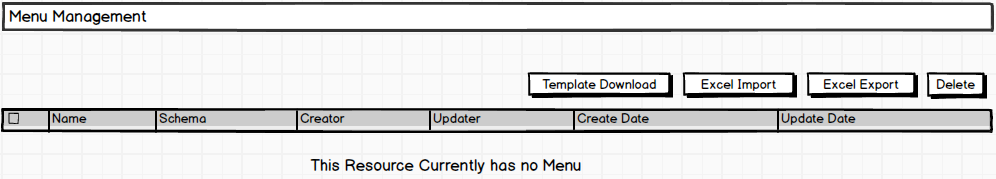 Menu Management
Template Download Excel Import Excel Export Delete
Name Schema Creator Updater Create Date Update Date
This Resource Currently has no Menu